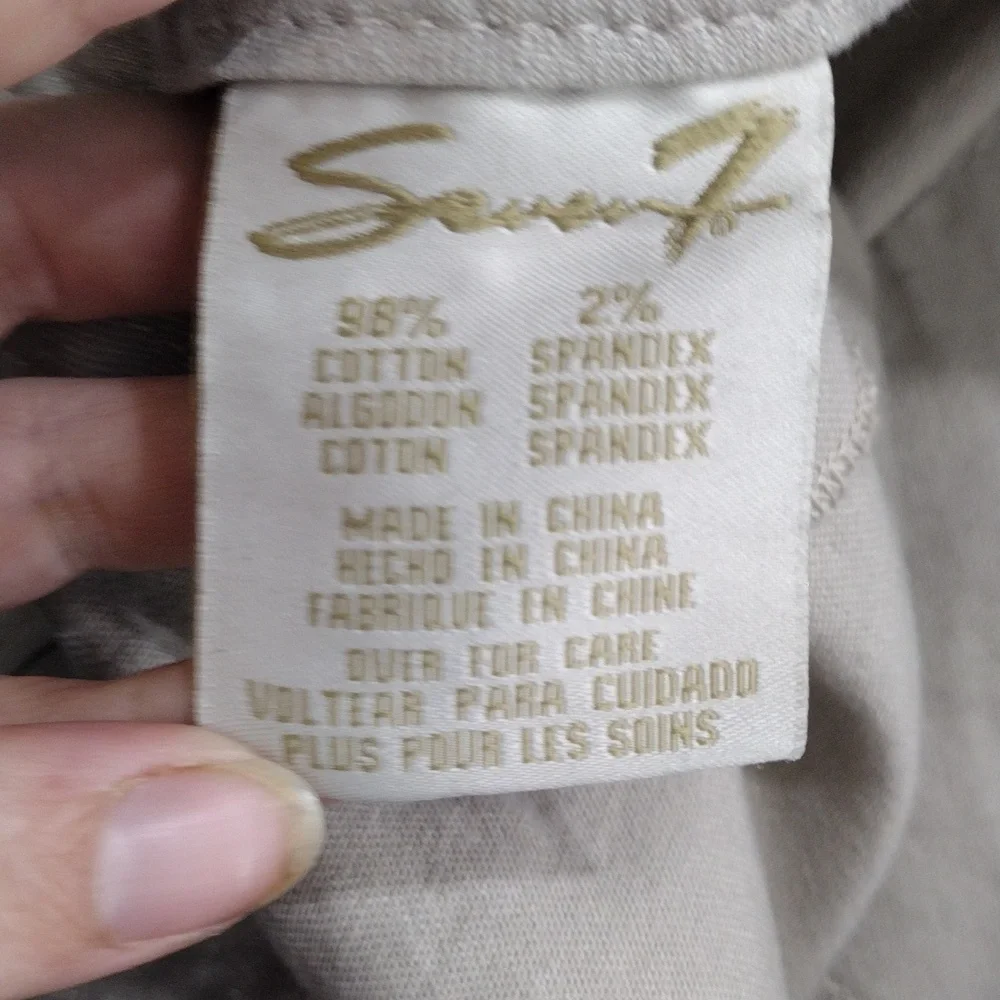 Seven7®
98% 2%
COTTON SPANDEX
ALGODON SPANDEX
COTON SPANDEX
MADE IN CHINA
HECHO IN CHINA
FABRIQUE EN CHINE
OVER FOR CARE
VOLTEAR PARA CUIDADO
PLUS POUR LES SOINS